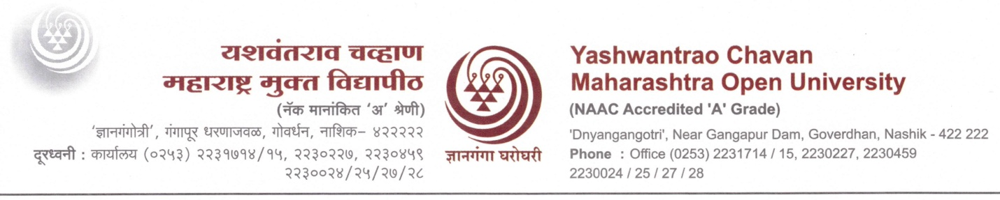 यशवंतराव चव्हाण
महाराष्ट्र मुक्त विद्यापीठ
(नॅक मानांकित ‘अ’ श्रेणी)
‘ज्ञानगंगोत्री’, गंगापूर धरणाजवळ, गोवर्धन, नाशिक– ४२२२२२
दूरध्वनी : कार्यालय (०२५३) २२३१७१४/१५, २२३०२२७, २२३०४५९
२२३००२४/२५/२७/२८
ज्ञानगंगा घरोघरी
Yashwantrao Chavan
Maharashtra Open University
(NAAC Accredited 'A' Grade)
'Dnyangangotri', Near Gangapur Dam, Goverdhan, Nashik - 422 222
Phone : Office (0253) 2231714 / 15, 2230227, 2230459
2230024 / 25 / 27 / 28